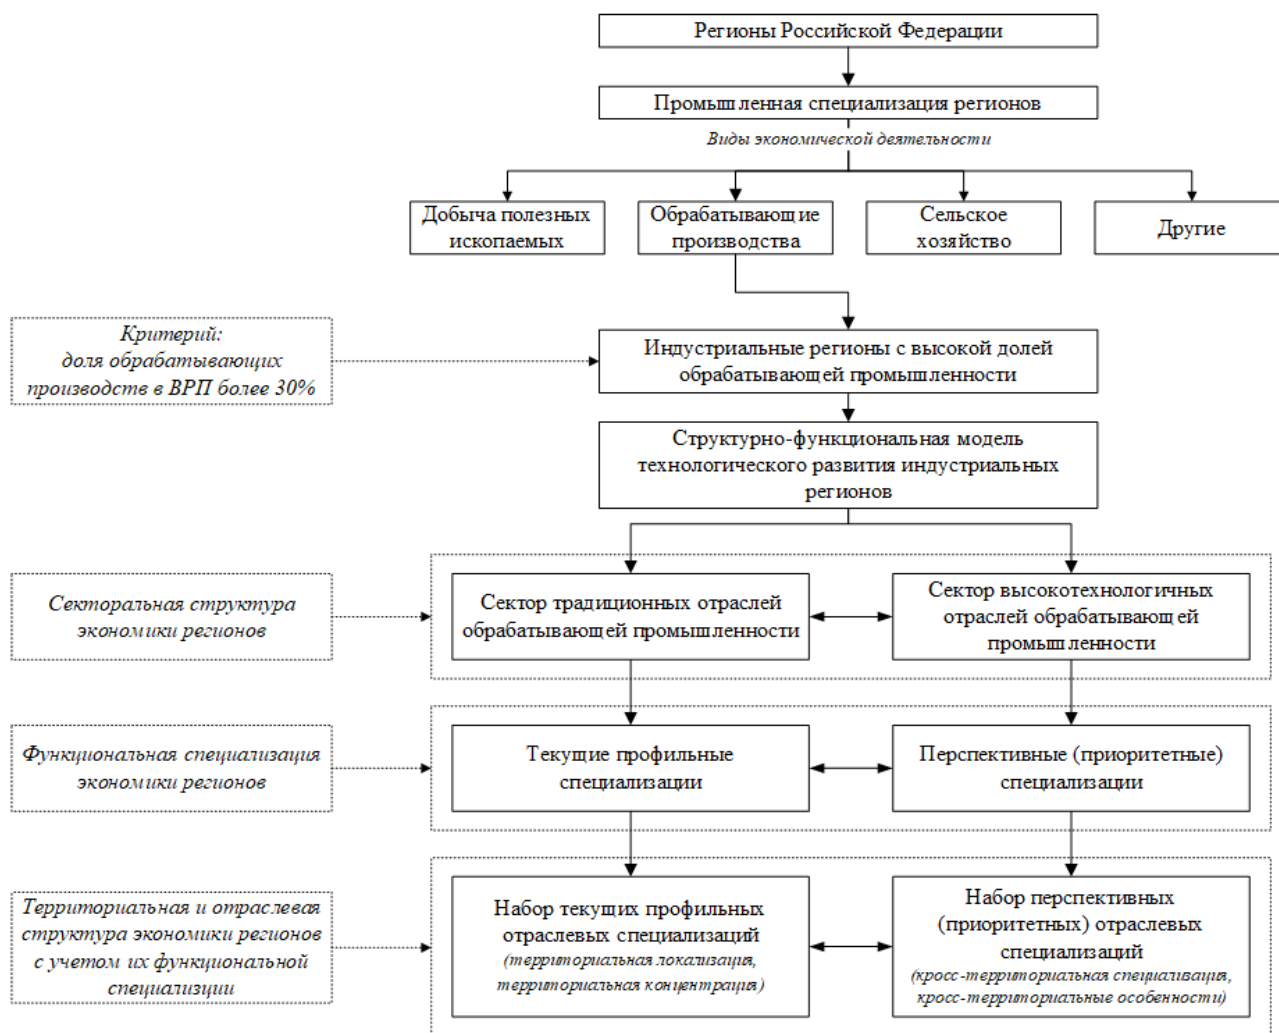 Регионы Российской Федерации
Промышленная специализация регионов
Виды экономической деятельности
Добыча полезных
ископаемых
Обрабатывающие
производства
Сельское
хозяйство
Другие
Критерий:
доля обрабатывающих
производств в ВРП более 30%
Индустриальные регионы с высокой долей
обрабатывающей промышленности
Структурно-функциональная модель
технологического развития индустриальных
регионов
Секторальная структура
экономики регионов
Сектор традиционных отраслей
обрабатывающей промышленности
Сектор высокотехнологичных
отраслей обрабатывающей
промышленности
Функциональная специализация
экономики регионов
Текущие профильные
специализации
Перспективные (приоритетные)
специализации
Территориальная и отраслевая
структура экономики регионов
с учетом их функциональной
специализции
Набор текущих профильных
отраслевых специализаций
(территориальная локализация,
территориальная концентрация)
Набор перспективных
(приоритетных) отраслевых
специализаций
(кросс-территориальная специализация,
кросс-территориальные особенности)